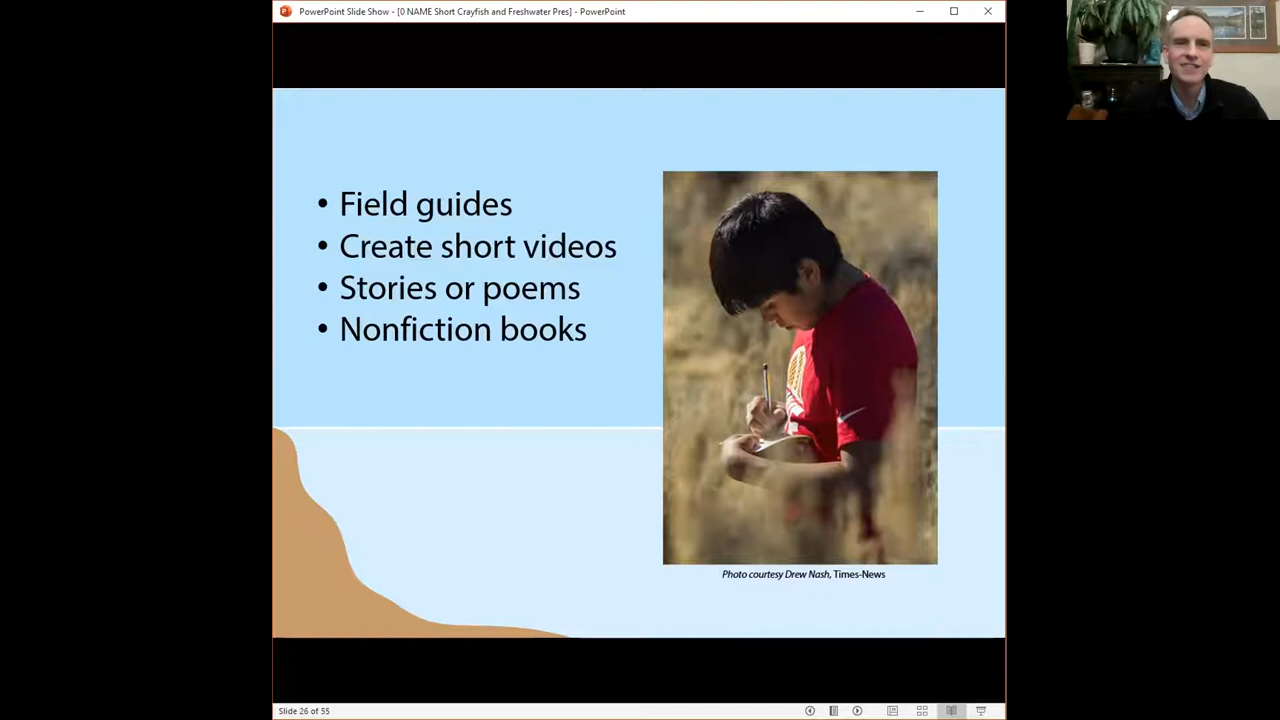 PowerPoint Slide Show - [0 NAME Short Crayfish and Freshwater Pres] - PowerPoint
• Field guides
• Create short videos
• Stories or poems
• Nonfiction books
Photo courtesy Drew Nash, Times-News
Slide 26 of 55